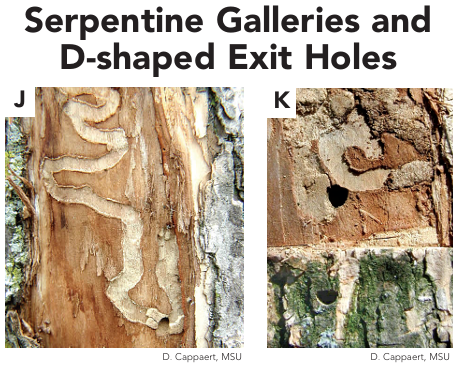 Serpentine Galleries and
D-shaped Exit Holes
J
K
D. Cappaert, MSU
D. Cappaert, MSU